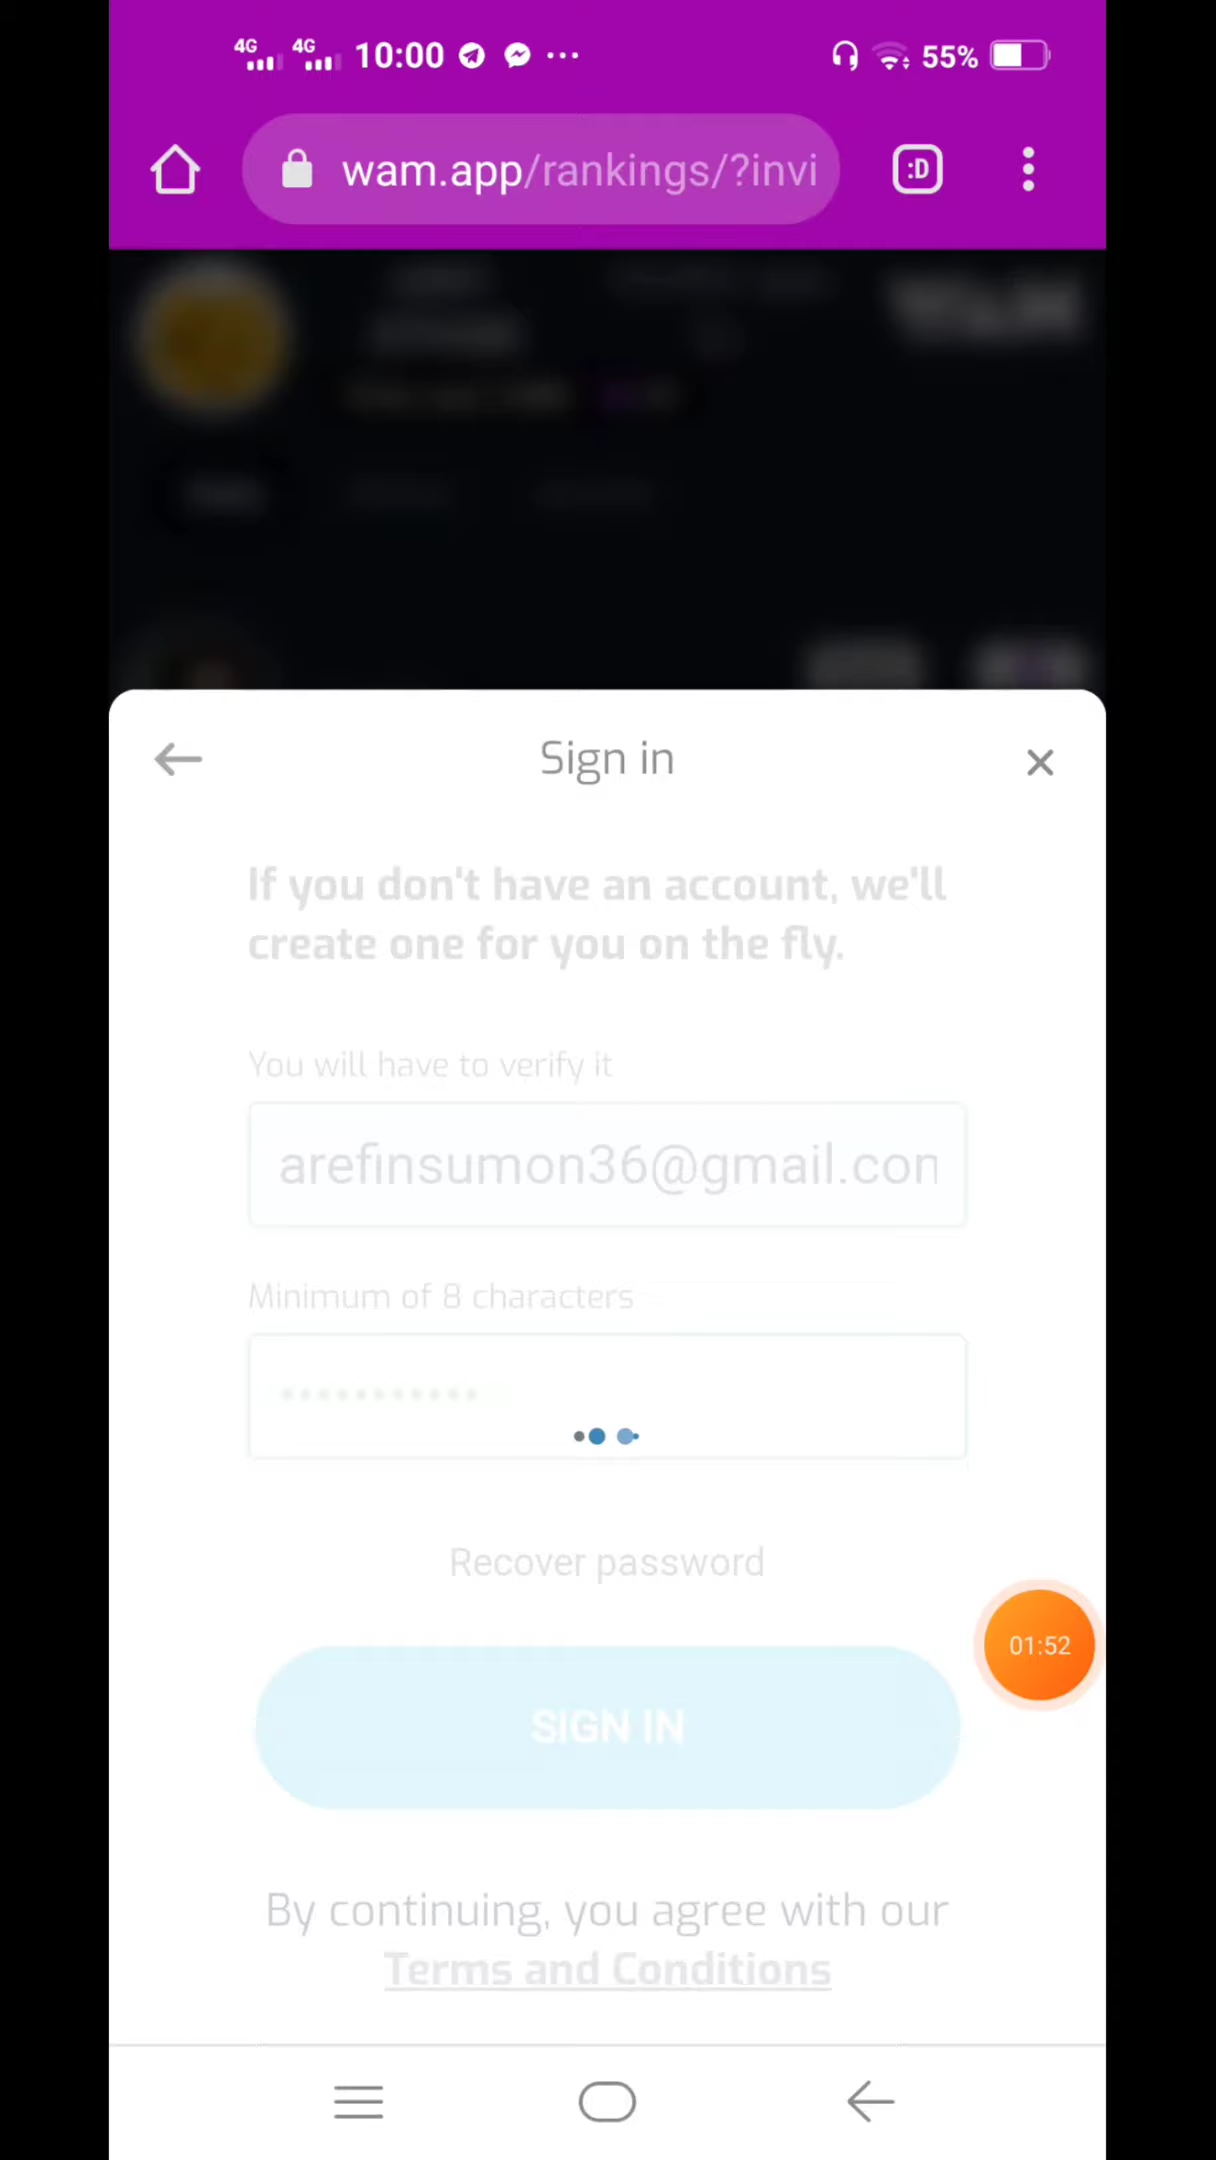 4G 4G 10:00 55%
wam.app/rankings/?invi :D
Sign in
If you don't have an account, we'll
create one for you on the fly.
You will have to verify it
arefinsumon36@gmail.con
Minimum of 8 characters
Recover password
01:52
SIGN IN
By continuing, you agree with our
Terms and Conditions